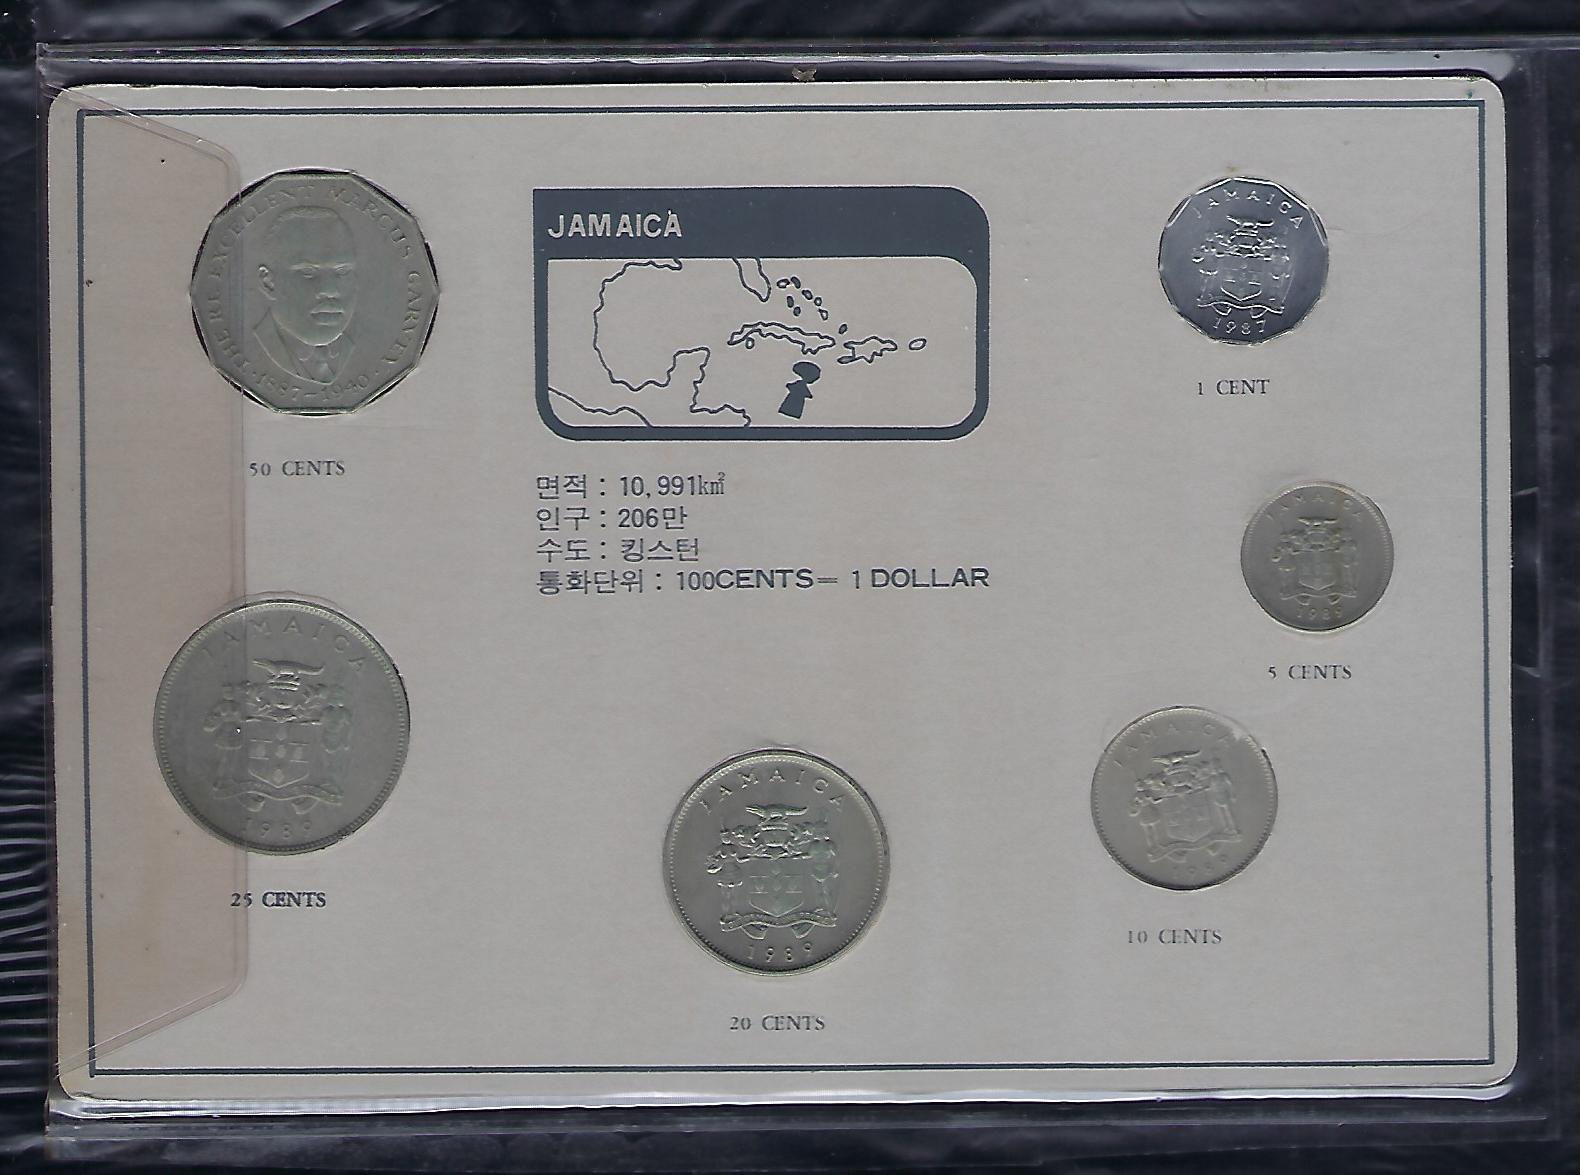 THE RT. EXCELLENT MARCUS GARVEY
1887-1940
50 CENTS
JAMAICA
JAMAICA
1987
1 CENT
면적 : 10,991㎢
인구 : 206만
수도 : 킹스턴
통화단위 : 100CENTS= 1 DOLLAR
JAMAICA
1989
5 CENTS
JAMAICA
1989
25 CENTS
JAMAICA
1989
20 CENTS
JAMAICA
10 CENTS